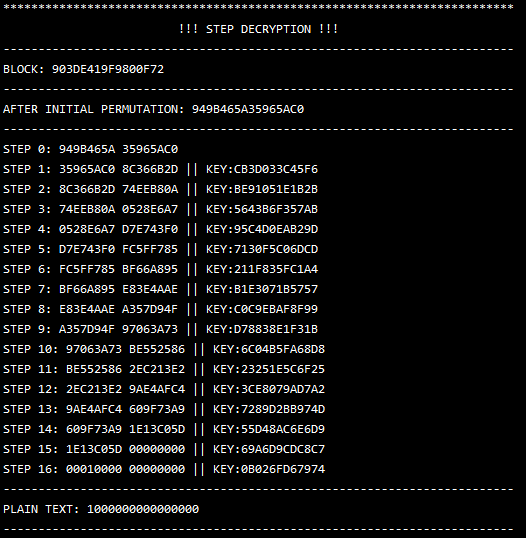 *************************************************************************
!!! STEP DECRYPTION !!!
-------------------------------------------------------------------------
BLOCK: 903DE419F9800F72
-------------------------------------------------------------------------
AFTER INITIAL PERMUTATION: 949B465A35965AC0
-------------------------------------------------------------------------
STEP 0: 949B465A 35965AC0
STEP 1: 35965AC0 8C366B2D || KEY:CB3D033C45F6
STEP 2: 8C366B2D 74EEB80A || KEY:BE91051E1B2B
STEP 3: 74EEB80A 0528E6A7 || KEY:5643B6F357AB
STEP 4: 0528E6A7 D7E743F0 || KEY:95C4D0EAB29D
STEP 5: D7E743F0 FC5FF785 || KEY:7130F5C06DCD
STEP 6: FC5FF785 BF66A895 || KEY:211F835FC1A4
STEP 7: BF66A895 E83E4AAE || KEY:B1E3071B5757
STEP 8: E83E4AAE A357D94F || KEY:C0C9EBAF8F99
STEP 9: A357D94F 97063A73 || KEY:D78838E1F31B
STEP 10: 97063A73 BE552586 || KEY:6C04B5FA68D8
STEP 11: BE552586 2EC213E2 || KEY:23251E5C6F25
STEP 12: 2EC213E2 9AE4AFC4 || KEY:3CE8079AD7A2
STEP 13: 9AE4AFC4 609F73A9 || KEY:7289D2BB974D
STEP 14: 609F73A9 1E13C05D || KEY:55D48AC6E6D9
STEP 15: 1E13C05D 00000000 || KEY:69A6D9CDC8C7
STEP 16: 00010000 00000000 || KEY:0B026FD67974
-------------------------------------------------------------------------
PLAIN TEXT: 1000000000000000
-------------------------------------------------------------------------